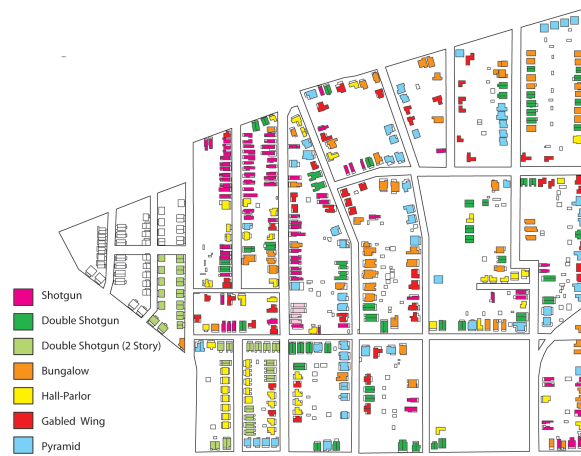 Shotgun
Double Shotgun
Double Shotgun (2 Story)
Bungalow
Hall-Parlor
Gabled Wing
Pyramid